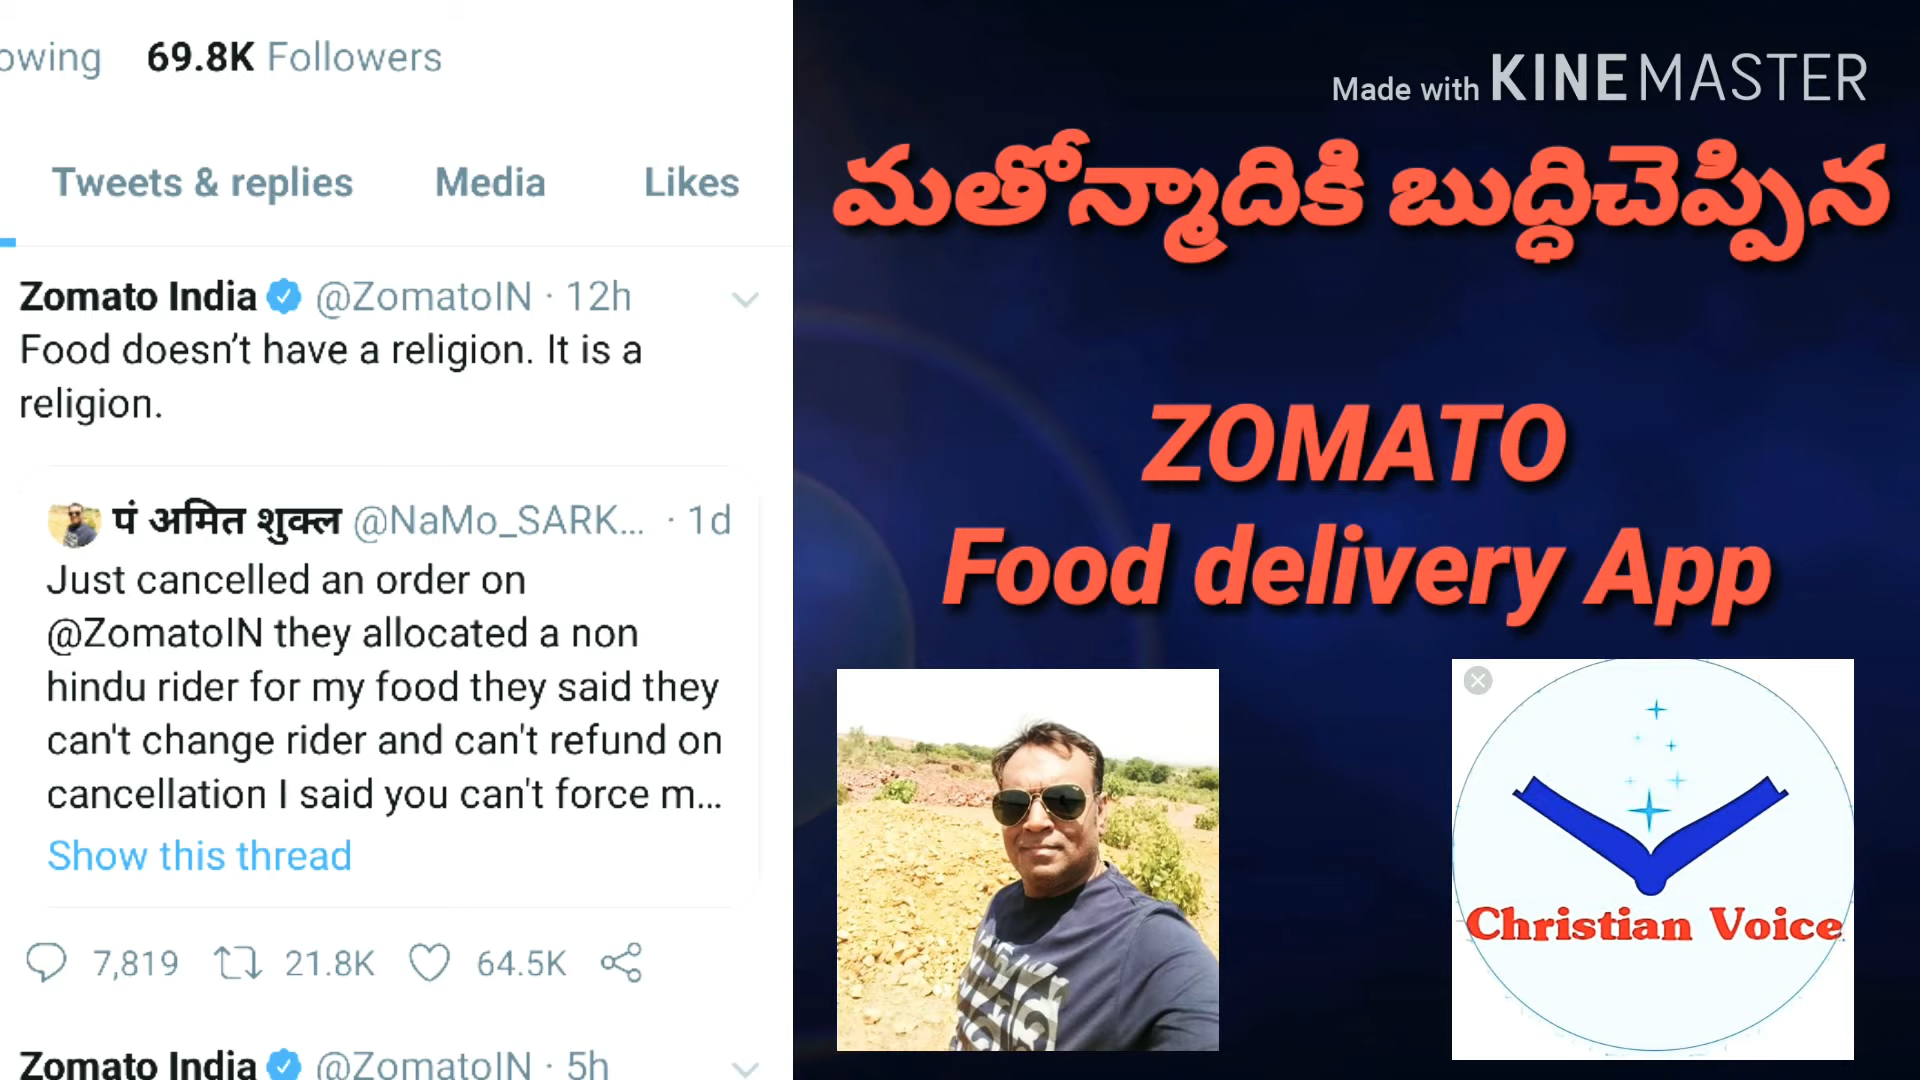 owing 69.8K Followers
Tweets & replies Media Likes
Zomato India @ZomatoIN · 12h
Food doesn't have a religion. It is a
religion.
पं अमित शुक्ल @NaMo_SARK... · 1d
Just cancelled an order on
@ZomatoIN they allocated a non
hindu rider for my food they said they
can't change rider and can't refund on
cancellation I said you can't force m...
Show this thread
7,819 21.8K 64.5K
Zomato India @ZomatoIN · 5h
Made with KINEMASTER
మతోన్మాదికి బుద్ధిచెప్పిన
ZOMATO
Food delivery App
Christian Voice